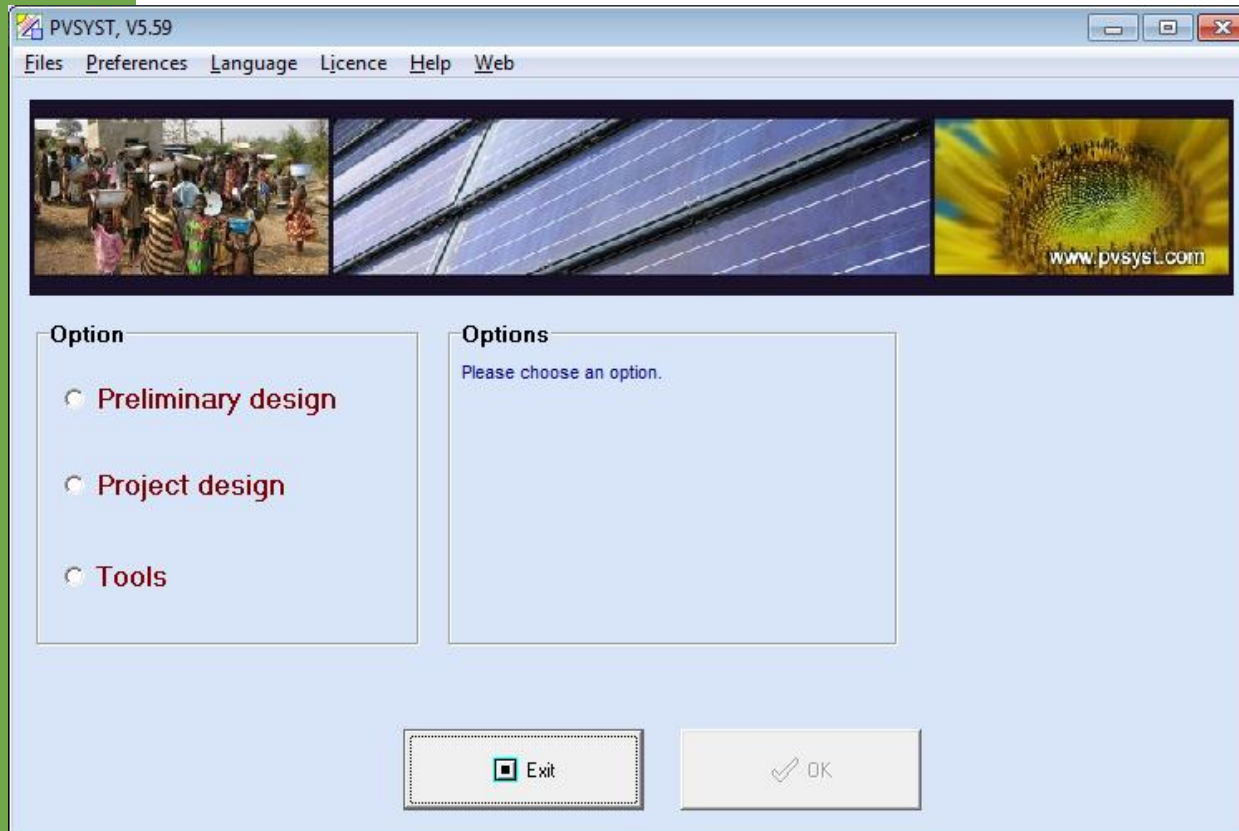 PVSYST, V5.59
Files Preferences Language Licence Help Web
www.pvsyst.com
Option
Preliminary design
Project design
Tools
Options
Please choose an option.
Exit
OK